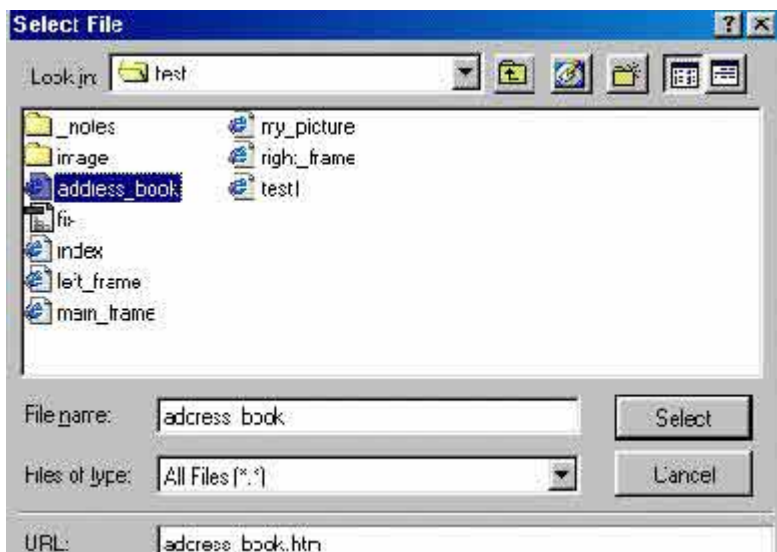 Select File
Look in: test
_notes
image
address_book
index
left_frame
main_frame
my_picture
right_frame
test1
File name: address_book Select
Files of type: All Files (*.*) Cancel
URL: address_book.htm